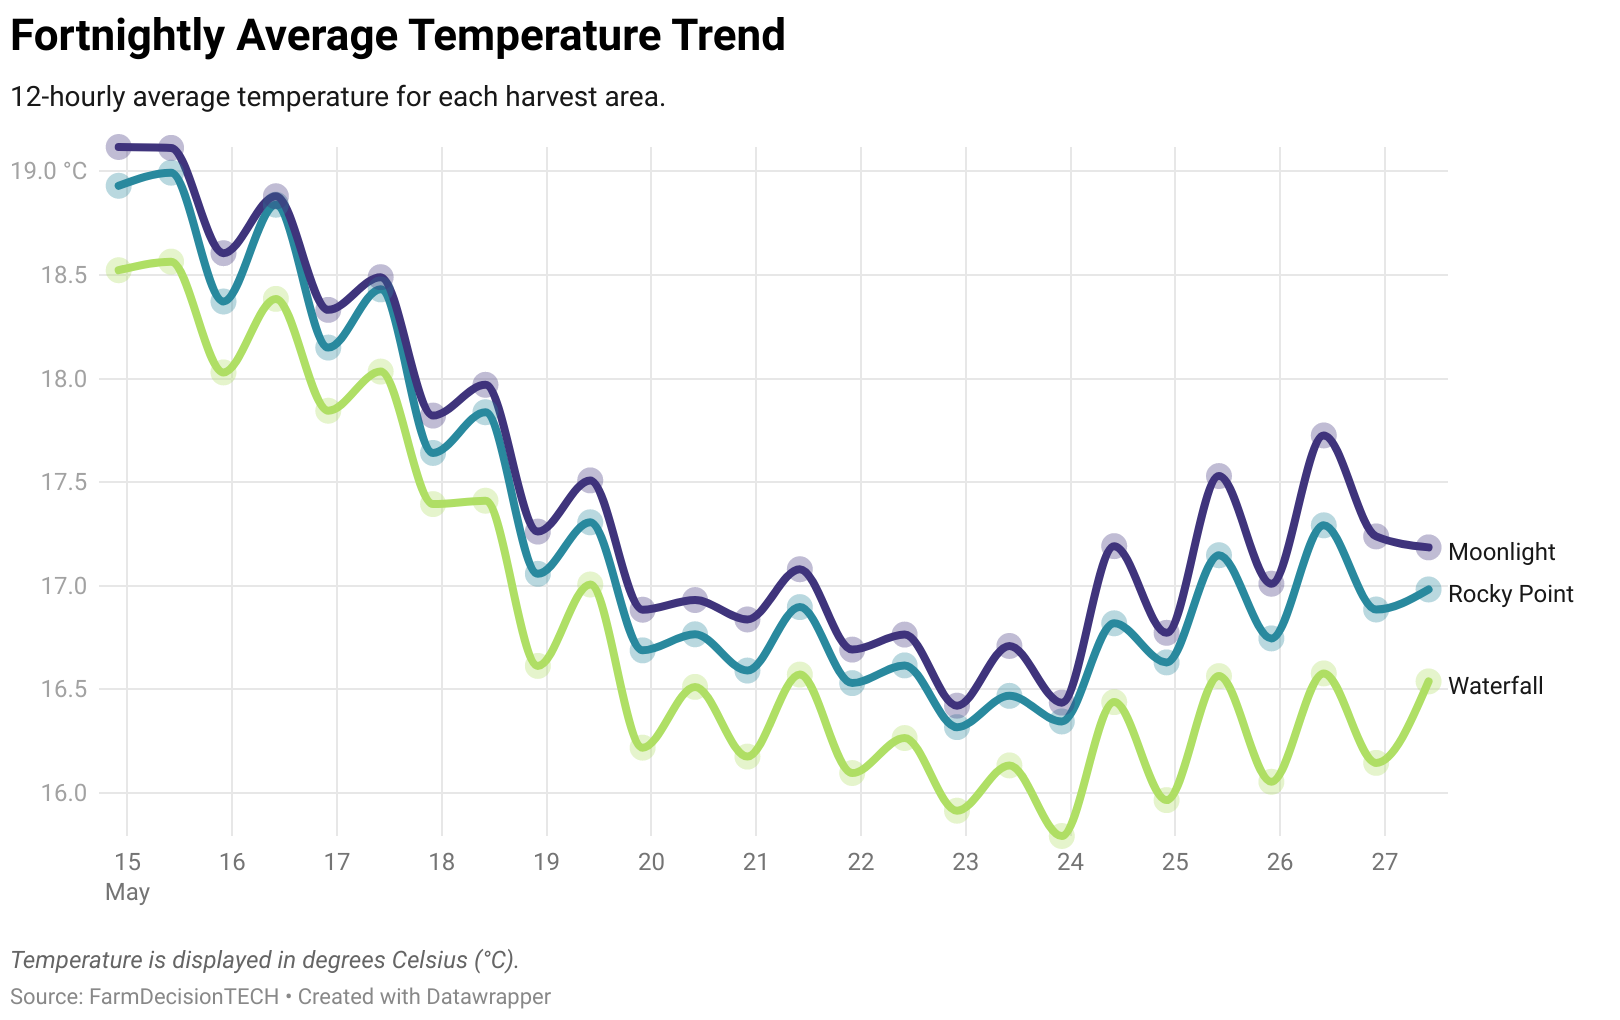 Fortnightly Average Temperature Trend
12-hourly average temperature for each harvest area.
19.0 °C
18.5
18.0
17.5
17.0
16.5
16.0
Moonlight
Rocky Point
Waterfall
15 16 17 18 19 20 21 22 23 24 25 26 27
May
Temperature is displayed in degrees Celsius (°C).
Source: FarmDecisionTECH • Created with Datawrapper